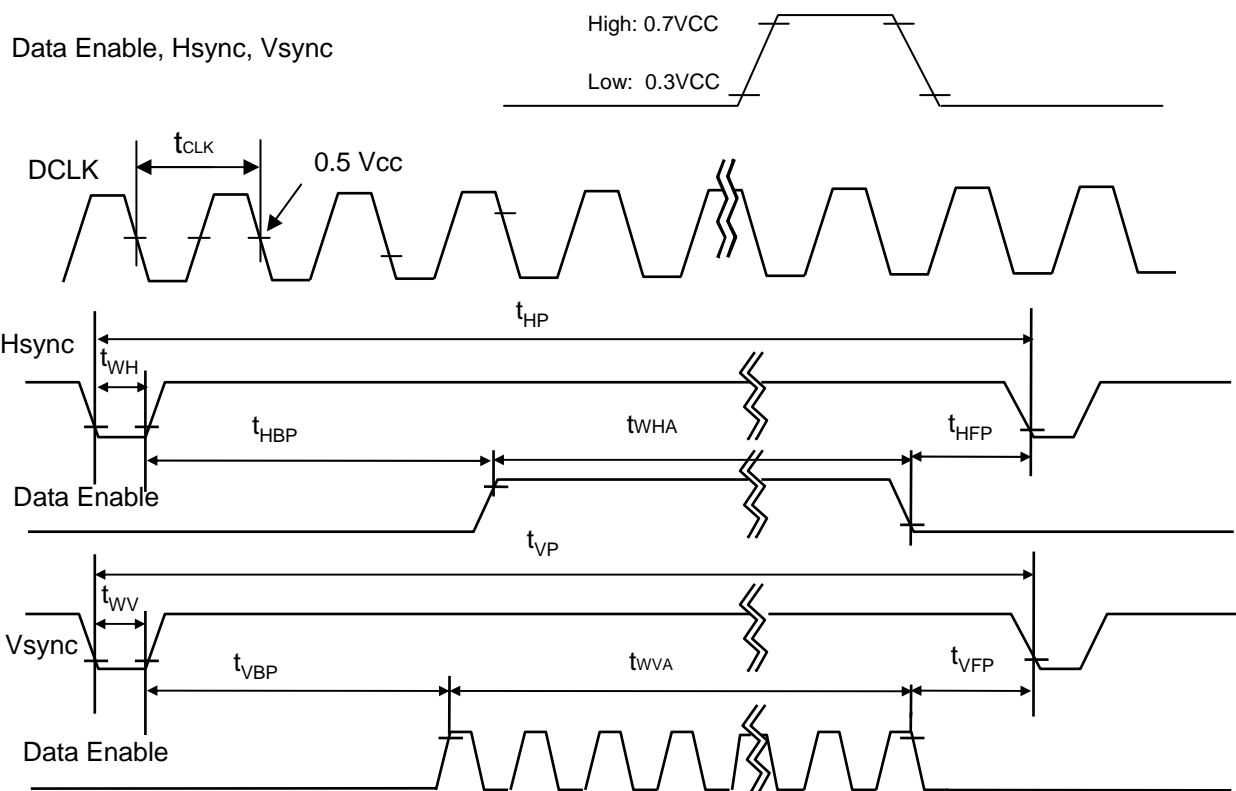 High: 0.7VCC
Data Enable, Hsync, Vsync
Low: 0.3VCC
tCLK
0.5 Vcc
DCLK
tHP
Hsync
tWH
tHBP
tWHA
tHFP
Data Enable
tVP
tWV
Vsync
tVBP
tWVA
tVFP
Data Enable